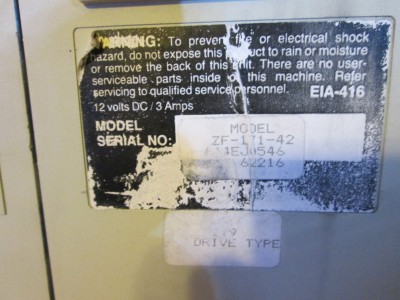 WARNING: To prevent fire or electrical shock
hazard, do not expose this product to rain or moisture
or remove the back of this unit. There are no user-
serviceable parts inside of this machine. Refer
servicing to qualified service personnel. EIA-416
12 volts DC / 3 Amps
MODEL MODEL
SERIAL NO: ZF-171-42
EJ0546
62216
DRIVE TYPE